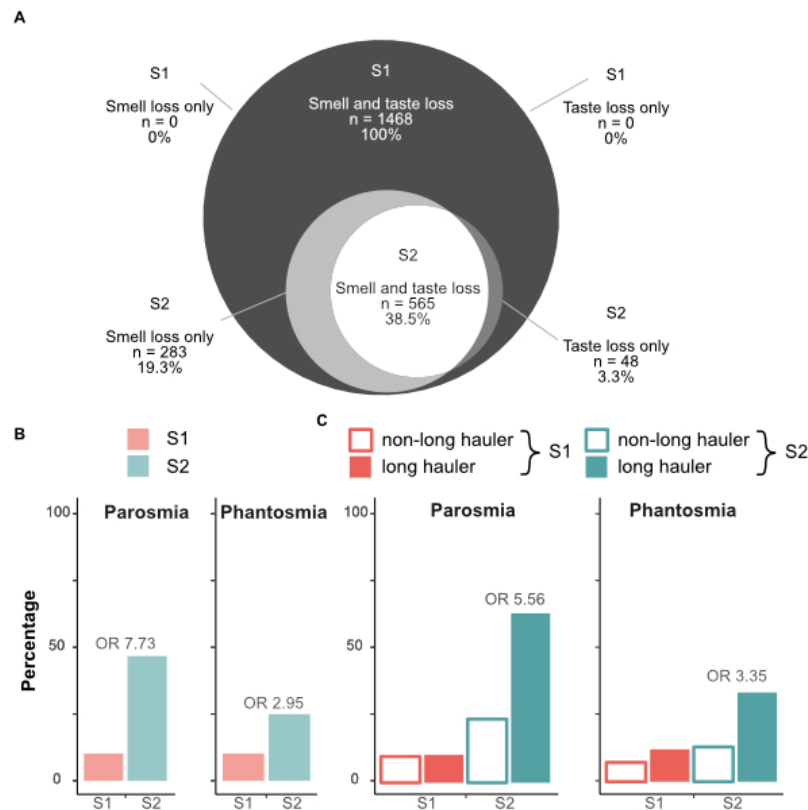 A
S1
Smell loss only
n = 0
0%
S1
Smell and taste loss
n = 1468
100%
S1
Taste loss only
n = 0
0%
S2
Smell loss only
n = 283
19.3%
S2
Smell and taste loss
n = 565
38.5%
S2
Taste loss only
n = 48
3.3%
B
S1
S2
C
non-long hauler
long hauler
S1
non-long hauler
long hauler
S2
Percentage
100
50
0
Parosmia
OR 7.73
S1 S2
Phantosmia
OR 2.95
S1 S2
100
50
0
Parosmia
OR 5.56
S1 S2
Phantosmia
OR 3.35
S1 S2